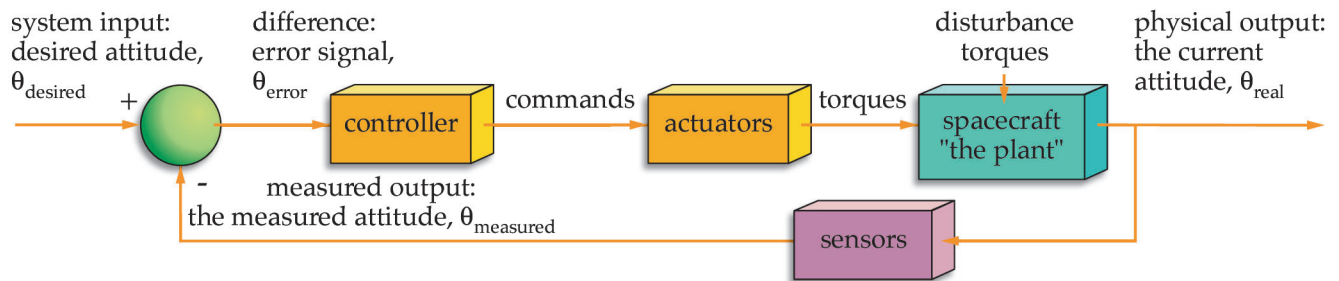 system input:
desired attitude,
θdesired
+
difference:
error signal,
θerror
controller
commands
actuators
torques
disturbance
torques
spacecraft
"the plant"
physical output:
the current
attitude, θreal
-
measured output:
the measured attitude, θmeasured
sensors